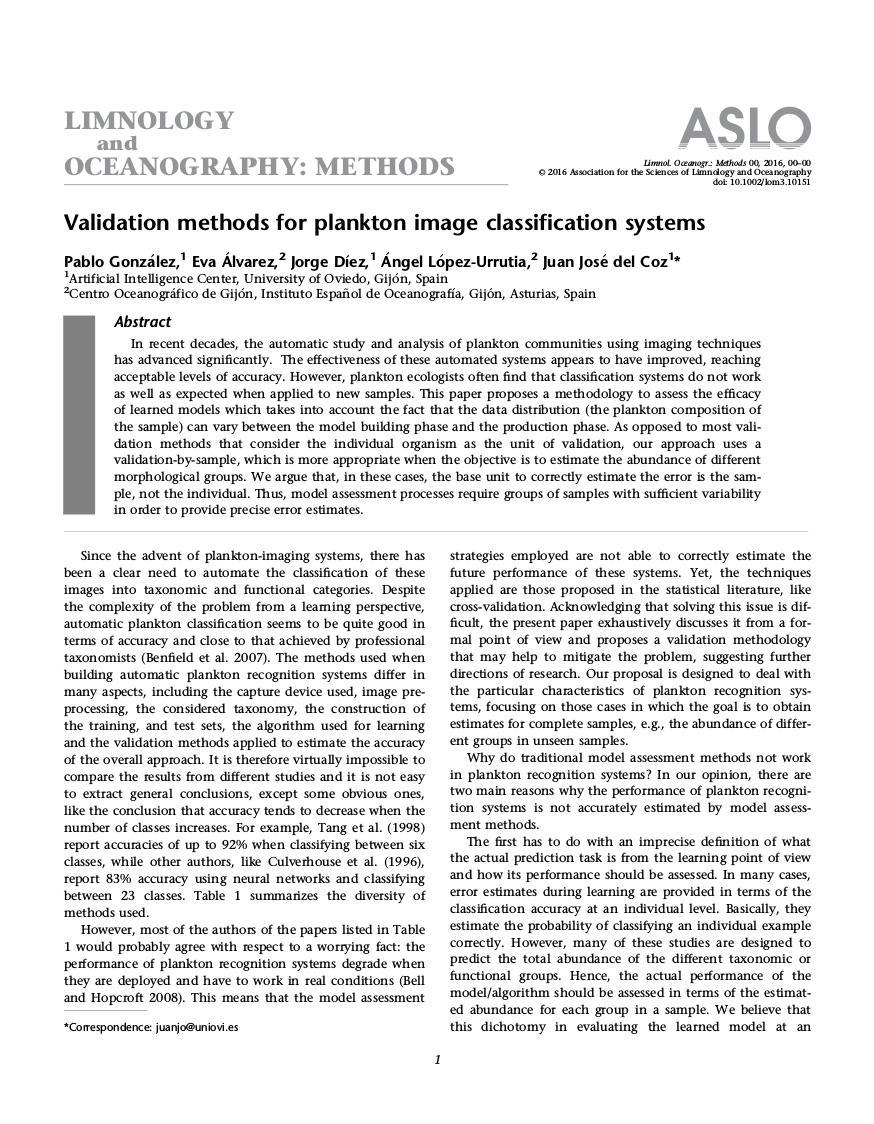 LIMNOLOGY
and
OCEANOGRAPHY: METHODS
ASLO
Limnol. Oceanogr.: Methods 00, 2016, 00–00
© 2016 Association for the Sciences of Limnology and Oceanography
doi: 10.1002/lom3.10151
Validation methods for plankton image classification systems
Pablo González,1 Eva Álvarez,2 Jorge Díez,1 Ángel López-Urrutia,2 Juan José del Coz1*
1Artificial Intelligence Center, University of Oviedo, Gijón, Spain
2Centro Oceanográfico de Gijón, Instituto Español de Oceanografía, Gijón, Asturias, Spain
Abstract
In recent decades, the automatic study and analysis of plankton communities using imaging techniques
has advanced significantly. The effectiveness of these automated systems appears to have improved, reaching
acceptable levels of accuracy. However, plankton ecologists often find that classification systems do not work
as well as expected when applied to new samples. This paper proposes a methodology to assess the efficacy
of learned models which takes into account the fact that the data distribution (the plankton composition of
the sample) can vary between the model building phase and the production phase. As opposed to most vali-
dation methods that consider the individual organism as the unit of validation, our approach uses a
validation-by-sample, which is more appropriate when the objective is to estimate the abundance of different
morphological groups. We argue that, in these cases, the base unit to correctly estimate the error is the sam-
ple, not the individual. Thus, model assessment processes require groups of samples with sufficient variability
in order to provide precise error estimates.
Since the advent of plankton-imaging systems, there has
been a clear need to automate the classification of these
images into taxonomic and functional categories. Despite
the complexity of the problem from a learning perspective,
automatic plankton classification seems to be quite good in
terms of accuracy and close to that achieved by professional
taxonomists (Benfield et al. 2007). The methods used when
building automatic plankton recognition systems differ in
many aspects, including the capture device used, image pre-
processing, the considered taxonomy, the construction of
the training, and test sets, the algorithm used for learning
and the validation methods applied to estimate the accuracy
of the overall approach. It is therefore virtually impossible to
compare the results from different studies and it is not easy
to extract general conclusions, except some obvious ones,
like the conclusion that accuracy tends to decrease when the
number of classes increases. For example, Tang et al. (1998)
report accuracies of up to 92% when classifying between six
classes, while other authors, like Culverhouse et al. (1996),
report 83% accuracy using neural networks and classifying
between 23 classes. Table 1 summarizes the diversity of
methods used.
However, most of the authors of the papers listed in Table
1 would probably agree with respect to a worrying fact: the
performance of plankton recognition systems degrade when
they are deployed and have to work in real conditions (Bell
and Hopcroft 2008). This means that the model assessment
*Correspondence: juanjo@uniovi.es
strategies employed are not able to correctly estimate the
future performance of these systems. Yet, the techniques
applied are those proposed in the statistical literature, like
cross-validation. Acknowledging that solving this issue is dif-
ficult, the present paper exhaustively discusses it from a for-
mal point of view and proposes a validation methodology
that may help to mitigate the problem, suggesting further
directions of research. Our proposal is designed to deal with
the particular characteristics of plankton recognition sys-
tems, focusing on those cases in which the goal is to obtain
estimates for complete samples, e.g., the abundance of differ-
ent groups in unseen samples.
Why do traditional model assessment methods not work
in plankton recognition systems? In our opinion, there are
two main reasons why the performance of plankton recogni-
tion systems is not accurately estimated by model assess-
ment methods.
The first has to do with an imprecise definition of what
the actual prediction task is from the learning point of view
and how its performance should be assessed. In many cases,
error estimates during learning are provided in terms of the
classification accuracy at an individual level. Basically, they
estimate the probability of classifying an individual example
correctly. However, many of these studies are designed to
predict the total abundance of the different taxonomic or
functional groups. Hence, the actual performance of the
model/algorithm should be assessed in terms of the estimat-
ed abundance for each group in a sample. We believe that
this dichotomy in evaluating the learned model at an
1